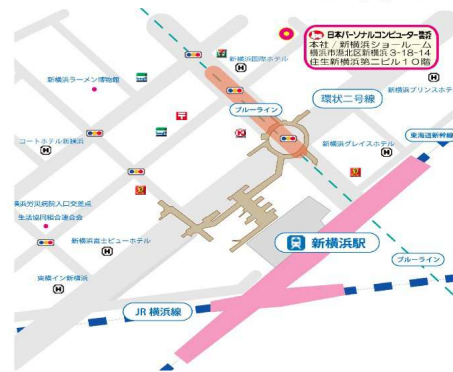 日本パーソナルコンピューター株式会社
本社/新横浜ショールーム
横浜市港北区新横浜3-18-14
住生新横浜第二ビル10階
新横浜国際ホテル
新横浜ラーメン博物館
ブルーライン
環状二号線
新横浜プリンスホテ
東海道新幹線
コートホテル新横浜
新横浜グレイスホテル
横浜労災病院入口交差点
生活協同組合連合会
新横浜富士ビューホテル
新横浜駅
ブルーライン
東横イン新横浜
JR 横浜線